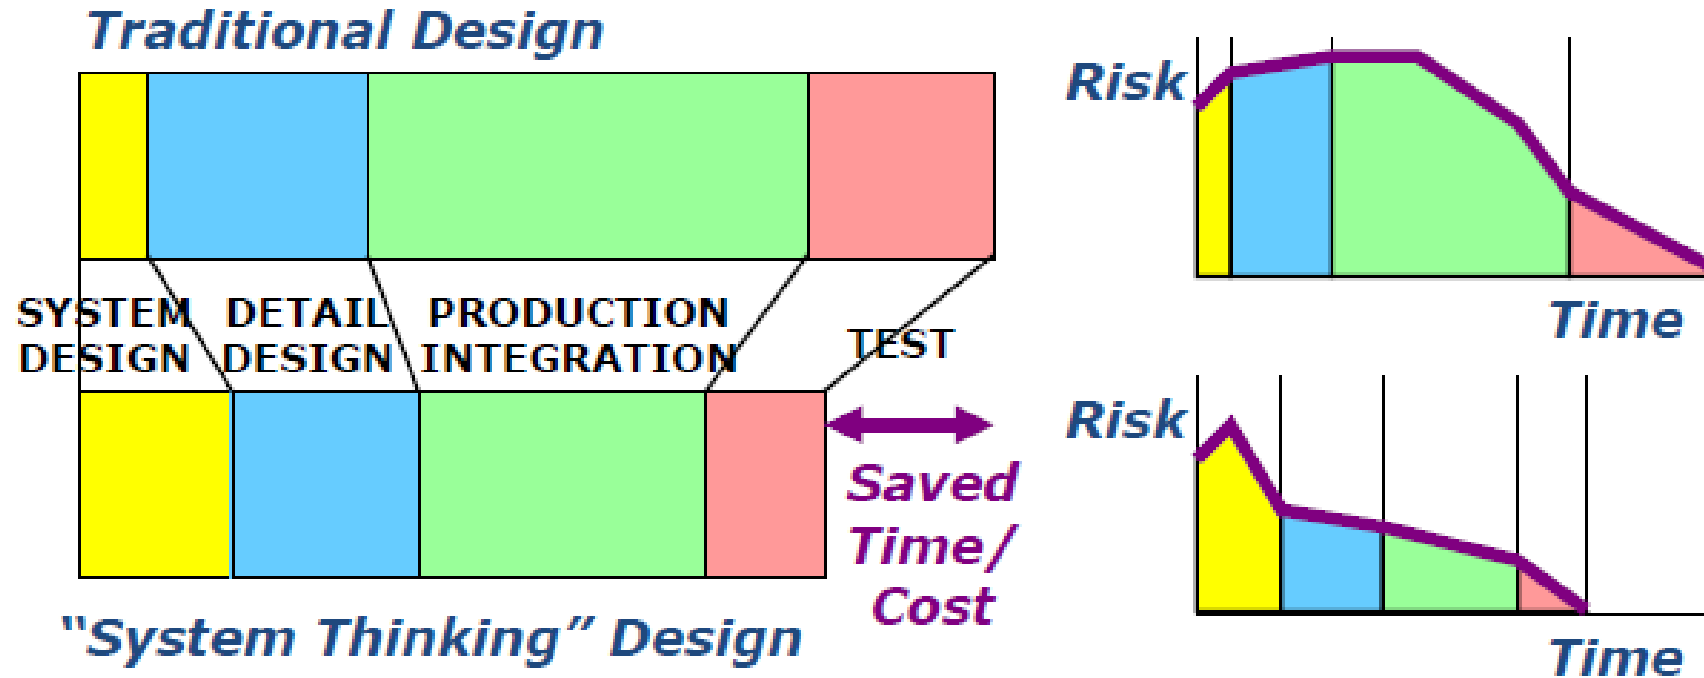 Traditional Design
SYSTEM
DESIGN
DETAIL
DESIGN
PRODUCTION
INTEGRATION
TEST
Saved
Time/
Cost
“System Thinking” Design
Risk
Time
Risk
Time